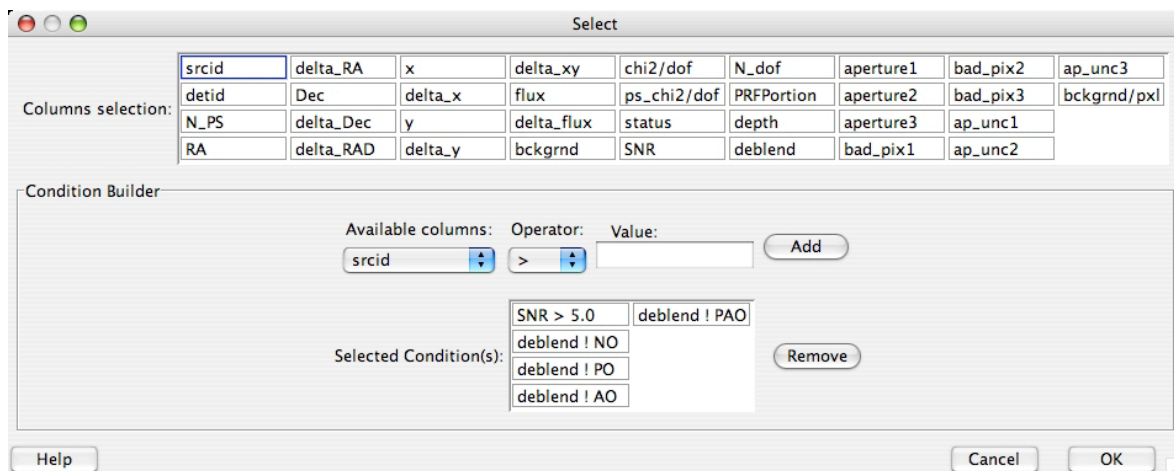 Select
srcid delta_RA x delta_xy chi2/dof N_dof aperture1 bad_pix2 ap_unc3
Columns selection: detid Dec delta_x flux ps_chi2/dof PRFPortion aperture2 bad_pix3 bckgrnd/pxl
N_PS delta_Dec y delta_flux status depth aperture3 ap_unc1
RA delta_RAD delta_y bckgrnd SNR deblend bad_pix1 ap_unc2
Condition Builder
Available columns: Operator: Value:
srcid > Add
SNR > 5.0 deblend ! PAO
deblend ! NO
Selected Condition(s): deblend ! PO Remove
deblend ! AO
Help Cancel OK